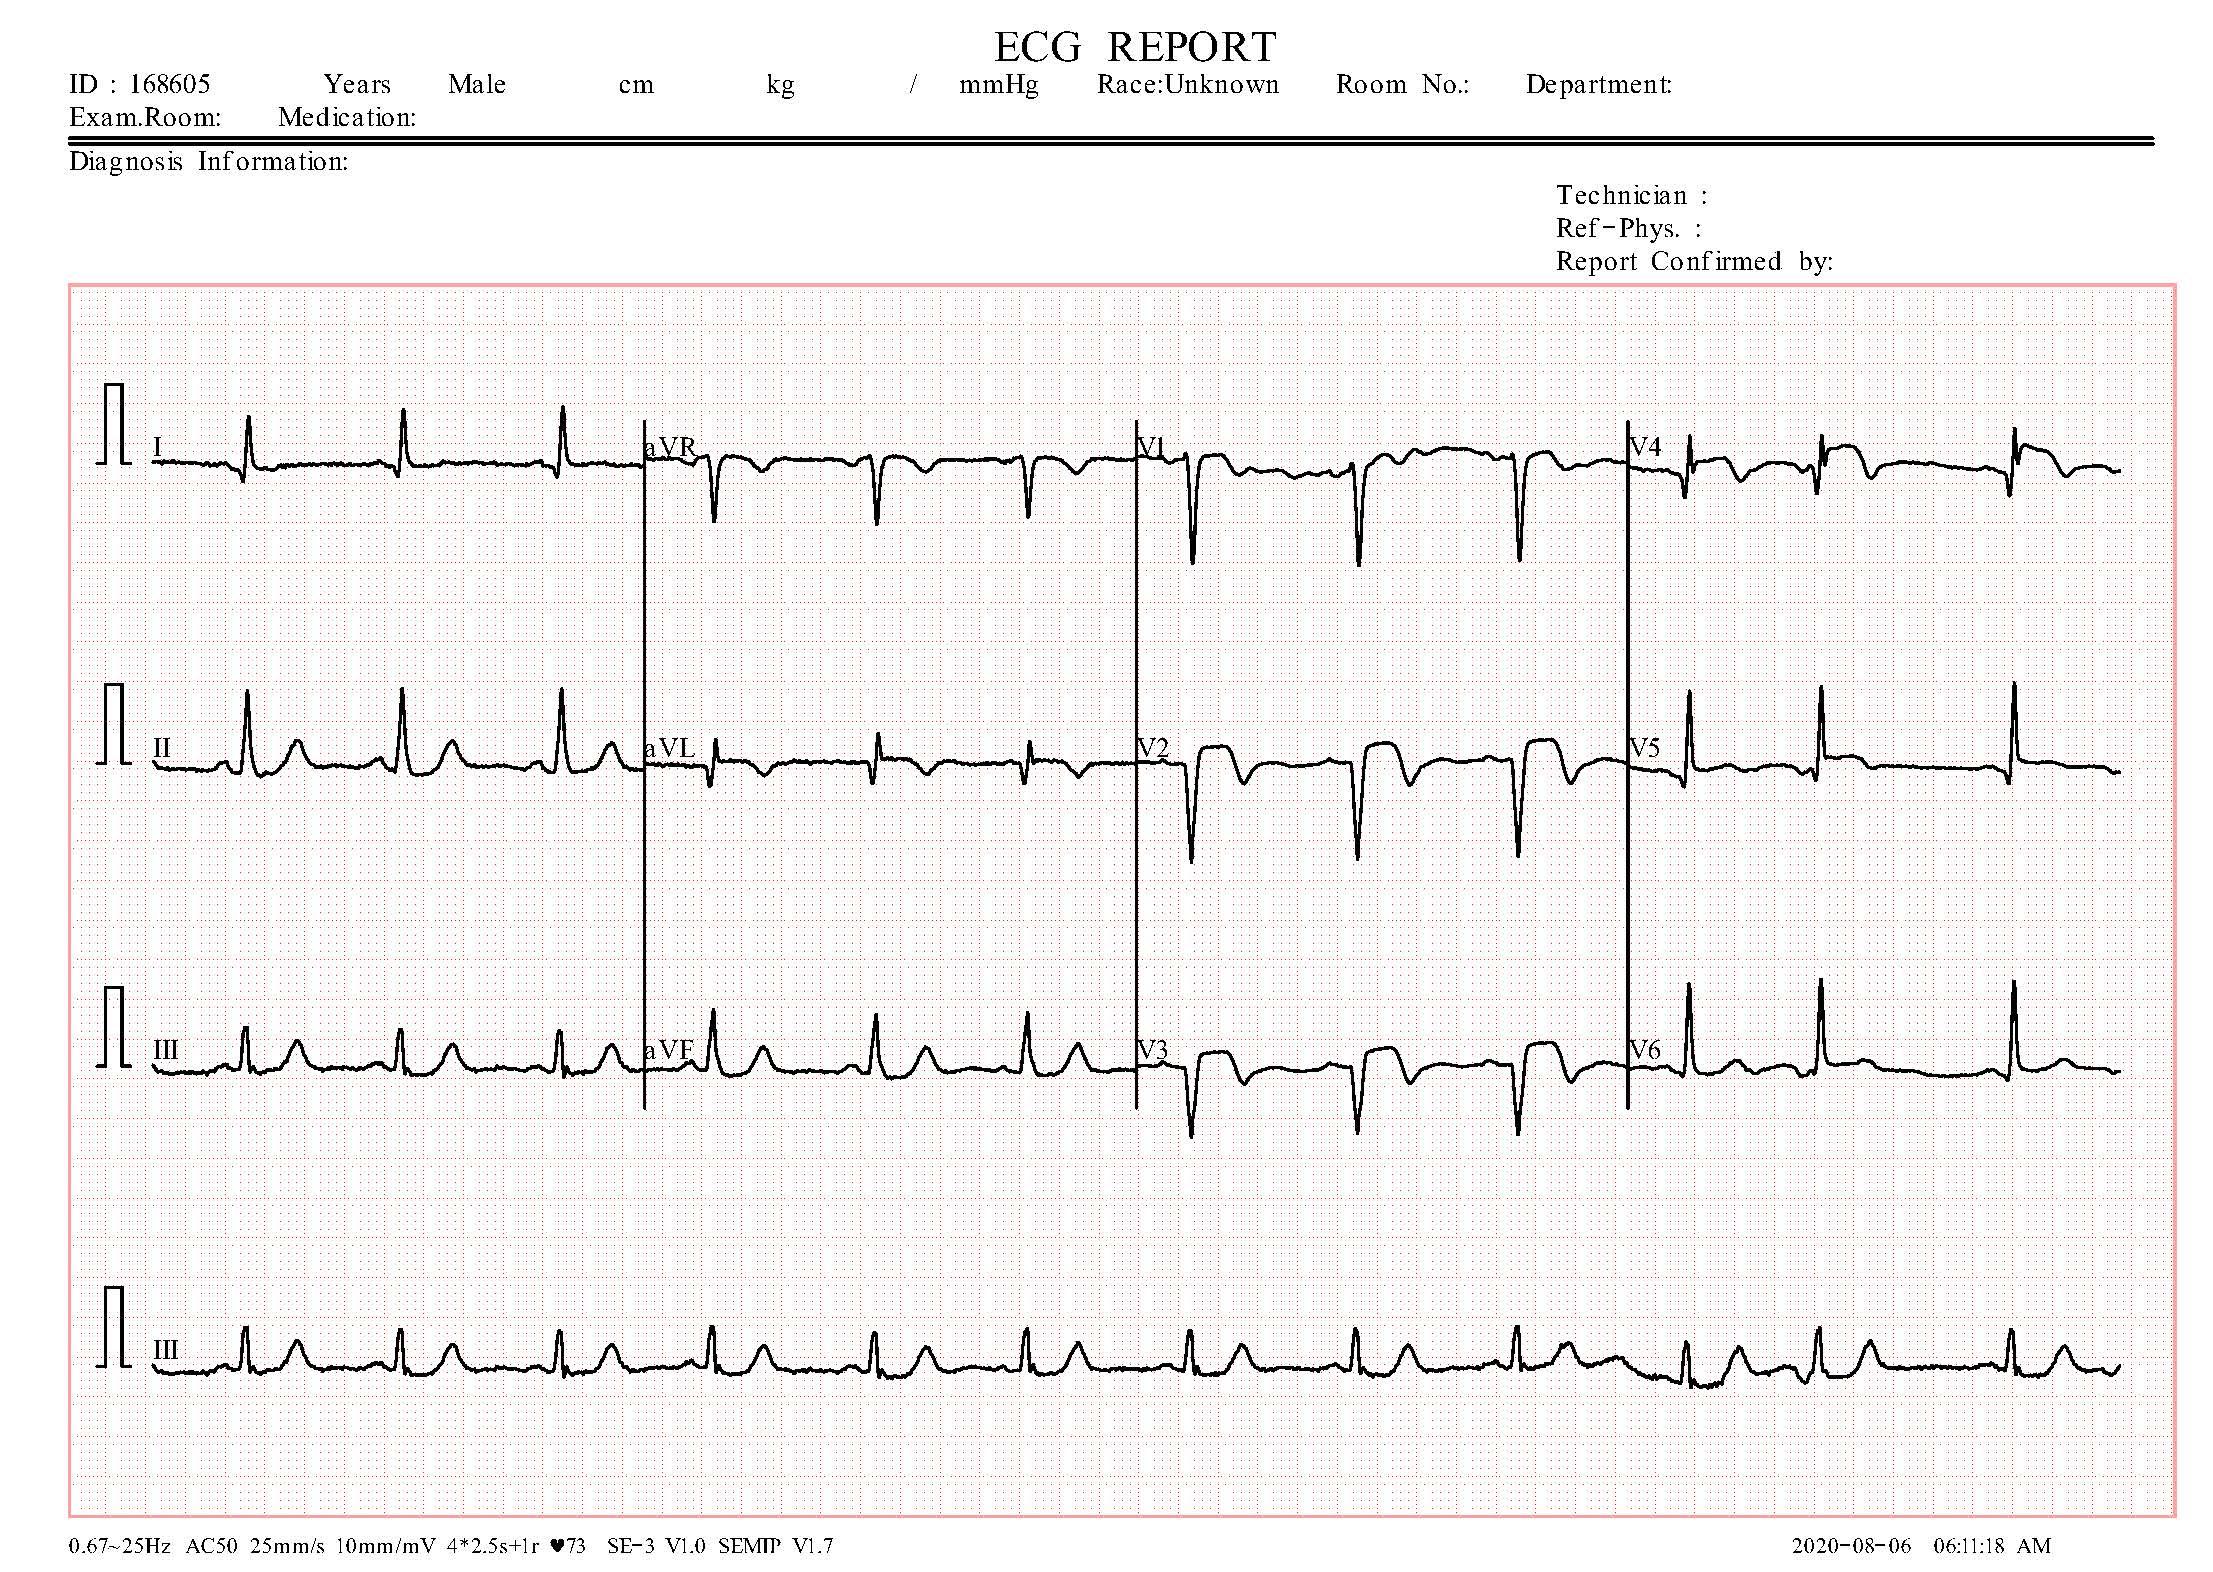 ECG REPORT
ID : 168605 Years Male cm kg / mmHg Race:Unknown Room No.: Department:
Exam.Room: Medication:
Diagnosis Information:
Technician :
Ref-Phys. :
Report Confirmed by:
I aVR V1 V4
II aVL V2 V5
III aVF V3 V6
III
0.67~25Hz AC50 25mm/s 10mm/mV 4*2.5s+1r ♥73 SE-3 V1.0 SEMIP V1.7 2020-08-06 06:11:18 AM